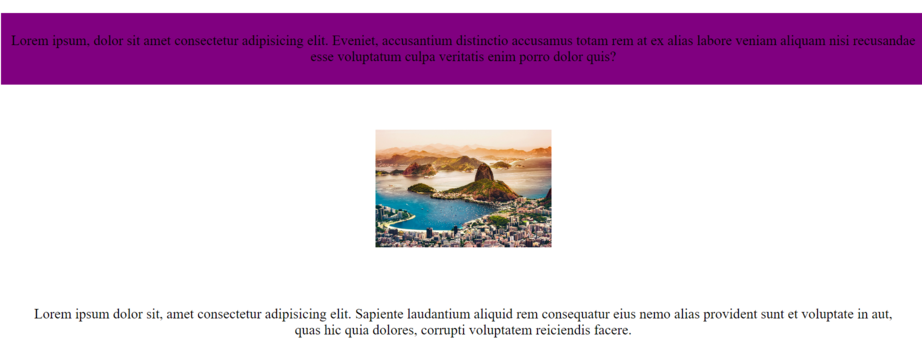 Lorem ipsum, dolor sit amet consectetur adipisicing elit. Eveniet, accusantium distinctio accusamus totam rem at ex alias labore veniam aliquam nisi recusandae
esse voluptatum culpa veritatis enim porro dolor quis?
Lorem ipsum dolor sit, amet consectetur adipisicing elit. Sapiente laudantium aliquid rem consequatur eius nemo alias provident sunt et voluptate in aut,
quas hic quia dolores, corrupti voluptatem reiciendis facere.